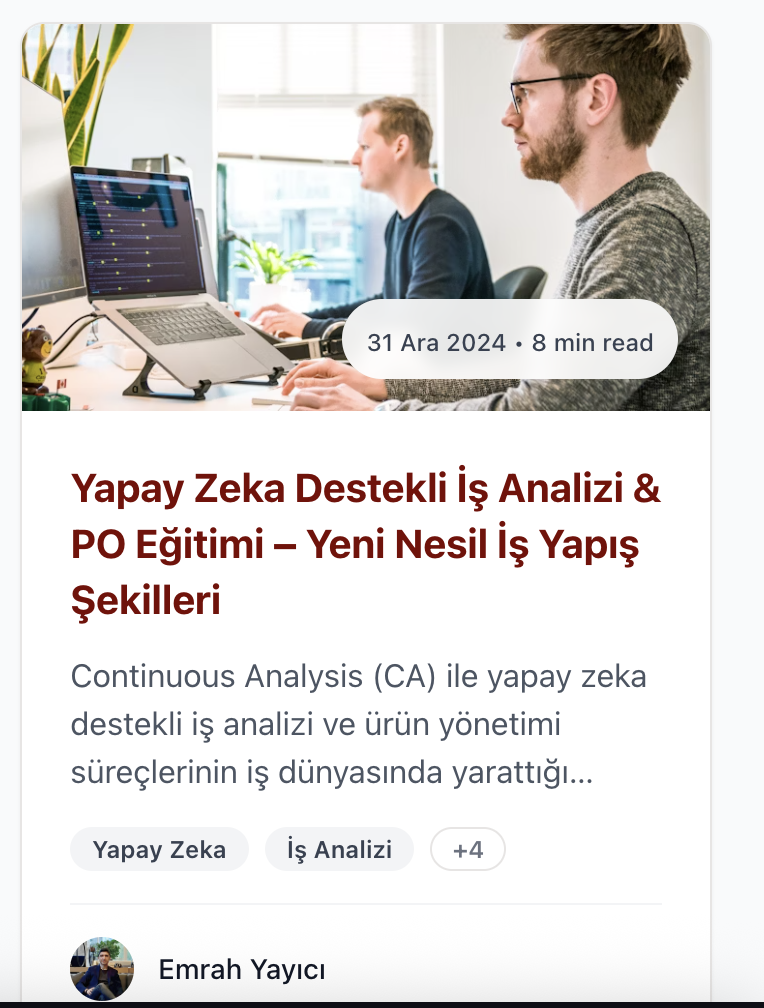 31 Ara 2024 • 8 min read
Yapay Zeka Destekli İş Analizi &
PO Eğitimi – Yeni Nesil İş Yapış
Şekilleri
Continuous Analysis (CA) ile yapay zeka
destekli iş analizi ve ürün yönetimi
süreçlerinin iş dünyasında yarattığı...
Yapay Zeka
İş Analizi
+4
Emrah Yayıcı